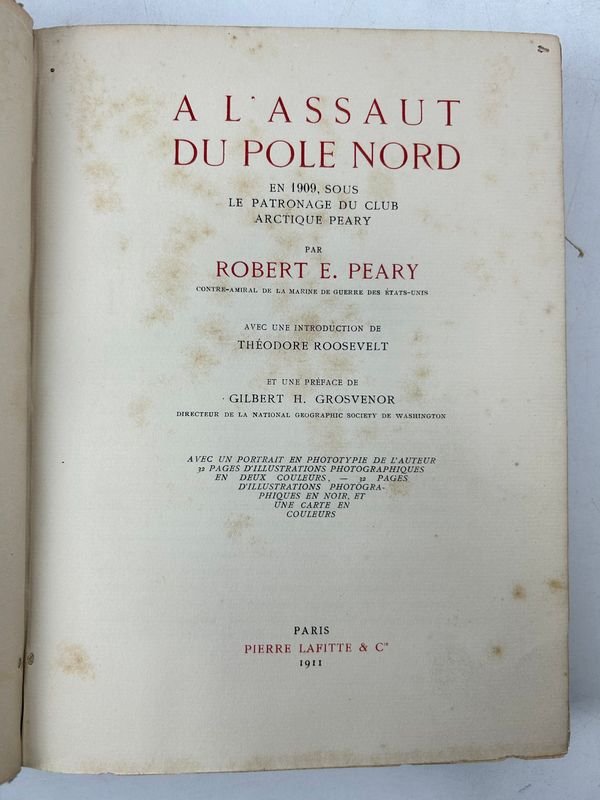 A L'ASSAUT
DU POLE NORD
EN 1909, SOUS
LE PATRONAGE DU CLUB
ARCTIQUE PEARY
PAR
ROBERT E. PEARY
CONTRE-AMIRAL DE LA MARINE DE GUERRE DES ÉTATS-UNIS
AVEC UNE INTRODUCTION DE
THÉODORE ROOSEVELT
ET UNE PRÉFACE DE
GILBERT H. GROSVENOR
DIRECTEUR DE LA NATIONAL GEOGRAPHIC SOCIETY DE WASHINGTON
AVEC UN PORTRAIT EN PHOTOTYPIE DE L'AUTEUR
32 PAGES D'ILLUSTRATIONS PHOTOGRAPHIQUES
EN DEUX COULEURS, — 32 PAGES
D'ILLUSTRATIONS PHOTOGRA-
PHIQUES EN NOIR, ET
UNE CARTE EN
COULEURS
PARIS
PIERRE LAFITTE & Cie
1911